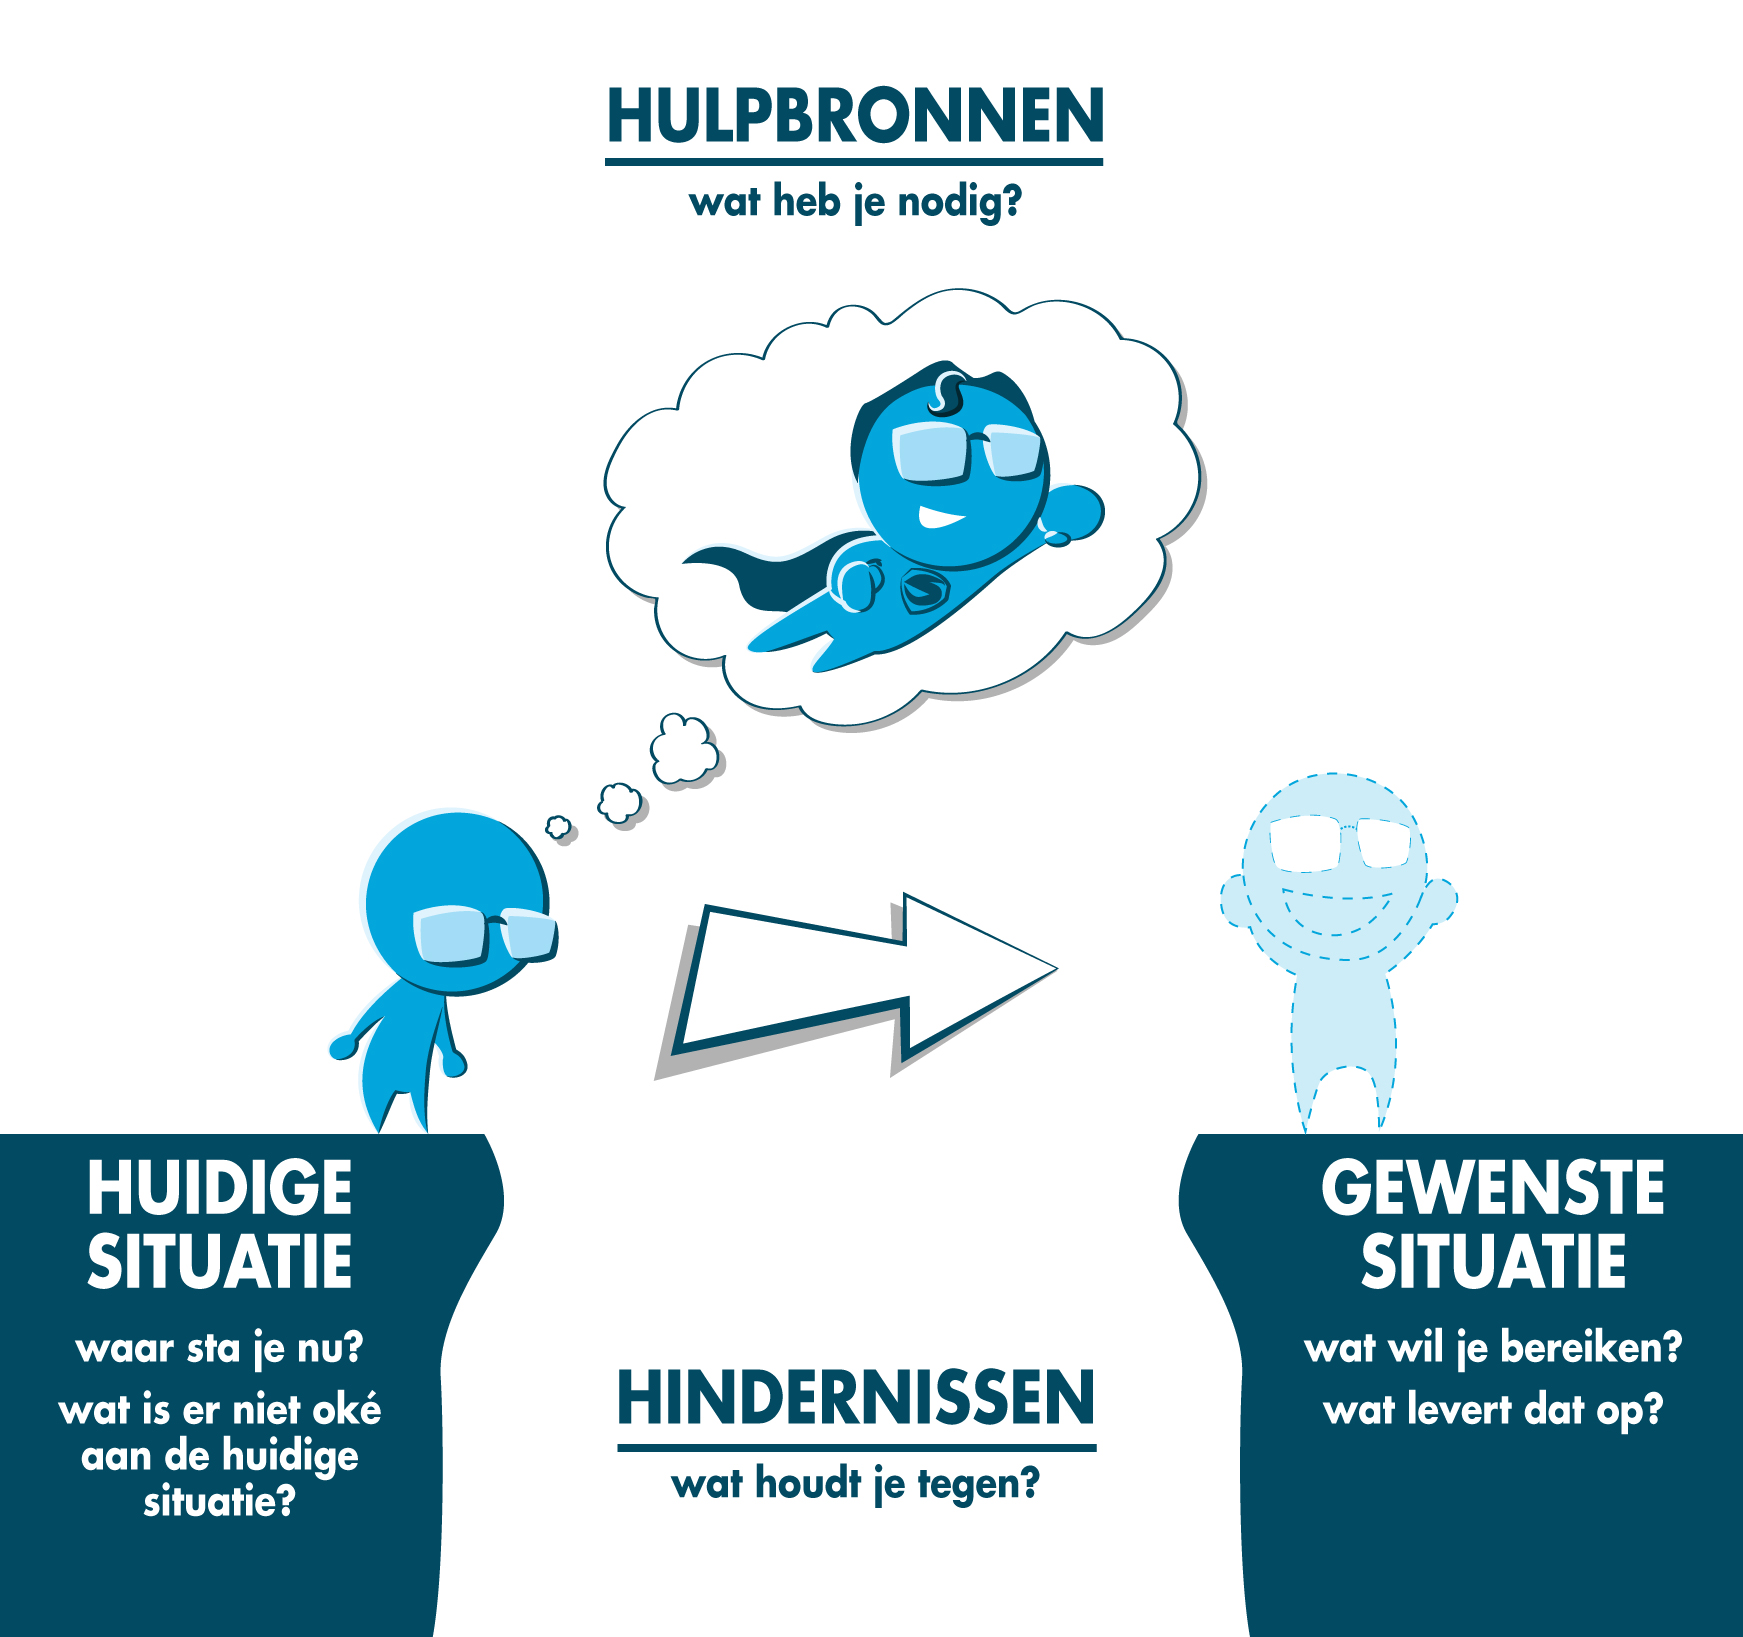 HULPBRONNEN
wat heb je nodig?
HUIDIGE
SITUATIE
waar sta je nu?
wat is er niet oké
aan de huidige
situatie?
HINDERNISSEN
wat houdt je tegen?
GEWENSTE
SITUATIE
wat wil je bereiken?
wat levert dat op?